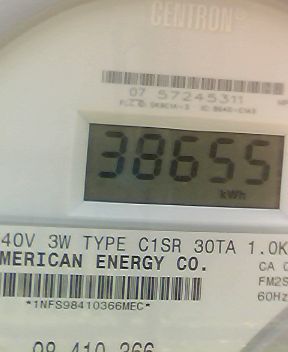 CENTRON®
07 57245311
38655
kWh
40V 3W TYPE C1SR 30TA 1.0K
MERICAN ENERGY CO.
CA 0
FM2S
60Hz
*1NFS98410366MEC*
98 410 366